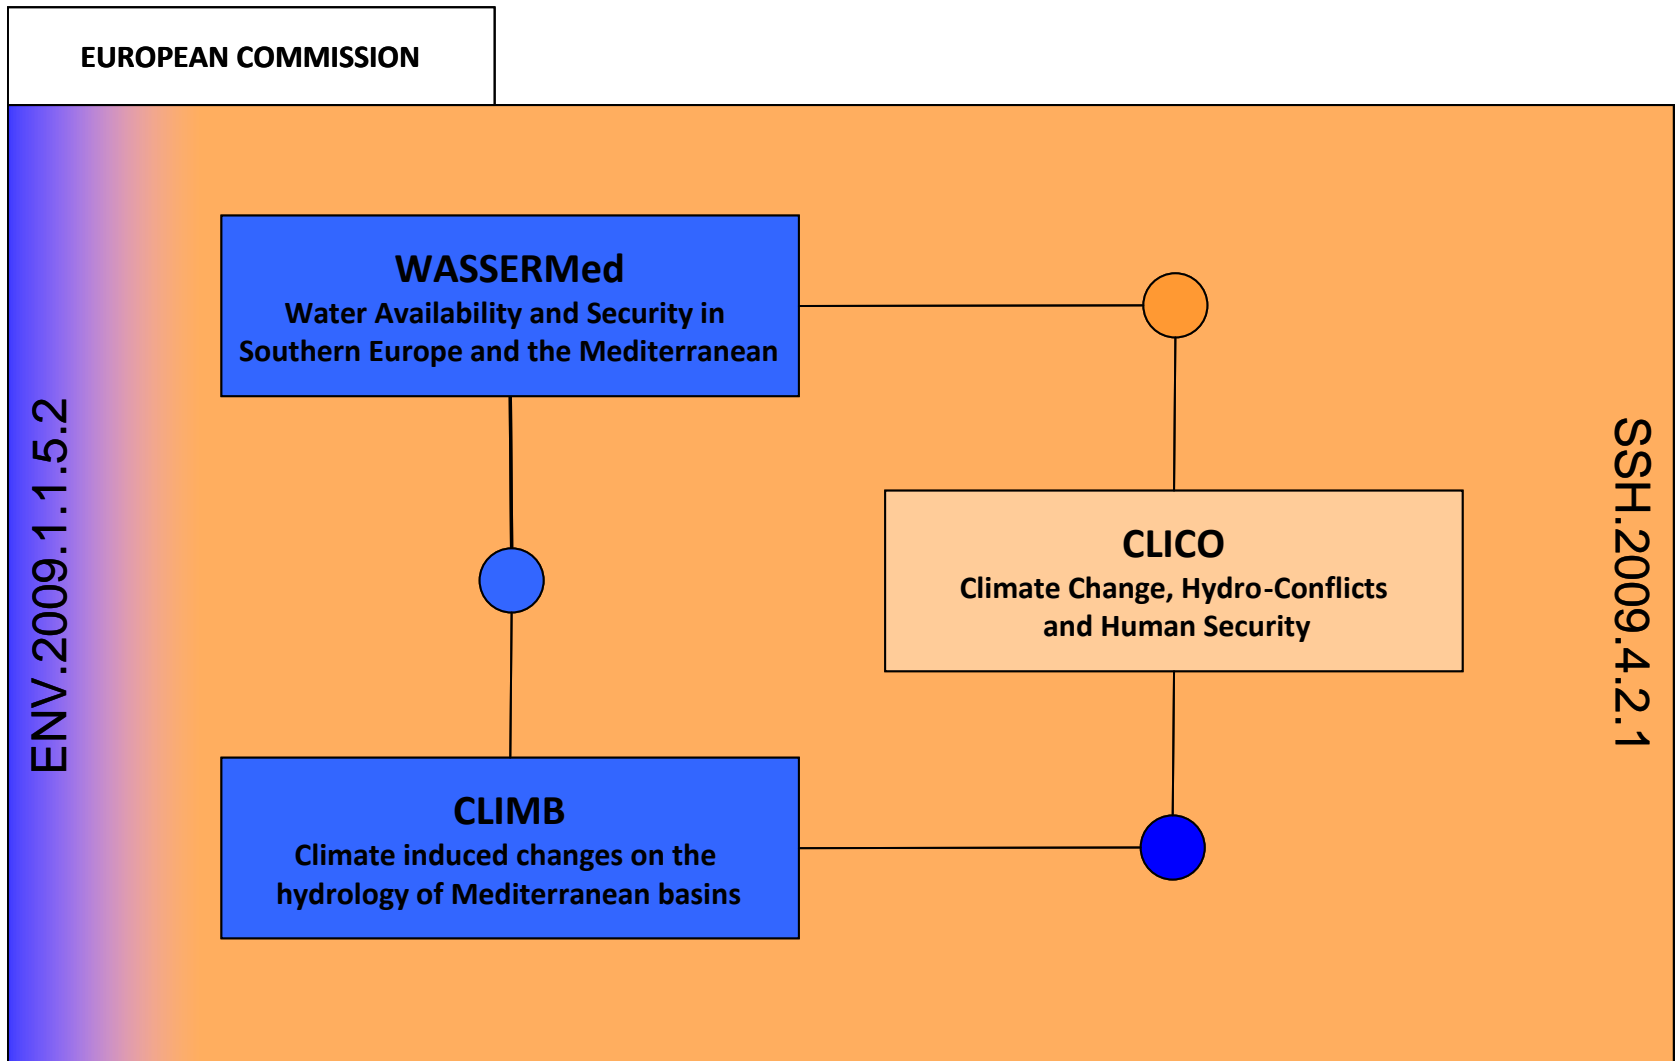 EUROPEAN COMMISSION
WASSERMed
Water Availability and Security in
Southern Europe and the Mediterranean
ENV.2009.1.1.5.2
SSH.2009.4.2.1
CLICO
Climate Change, Hydro-Conflicts
and Human Security
CLIMB
Climate induced changes on the
hydrology of Mediterranean basins